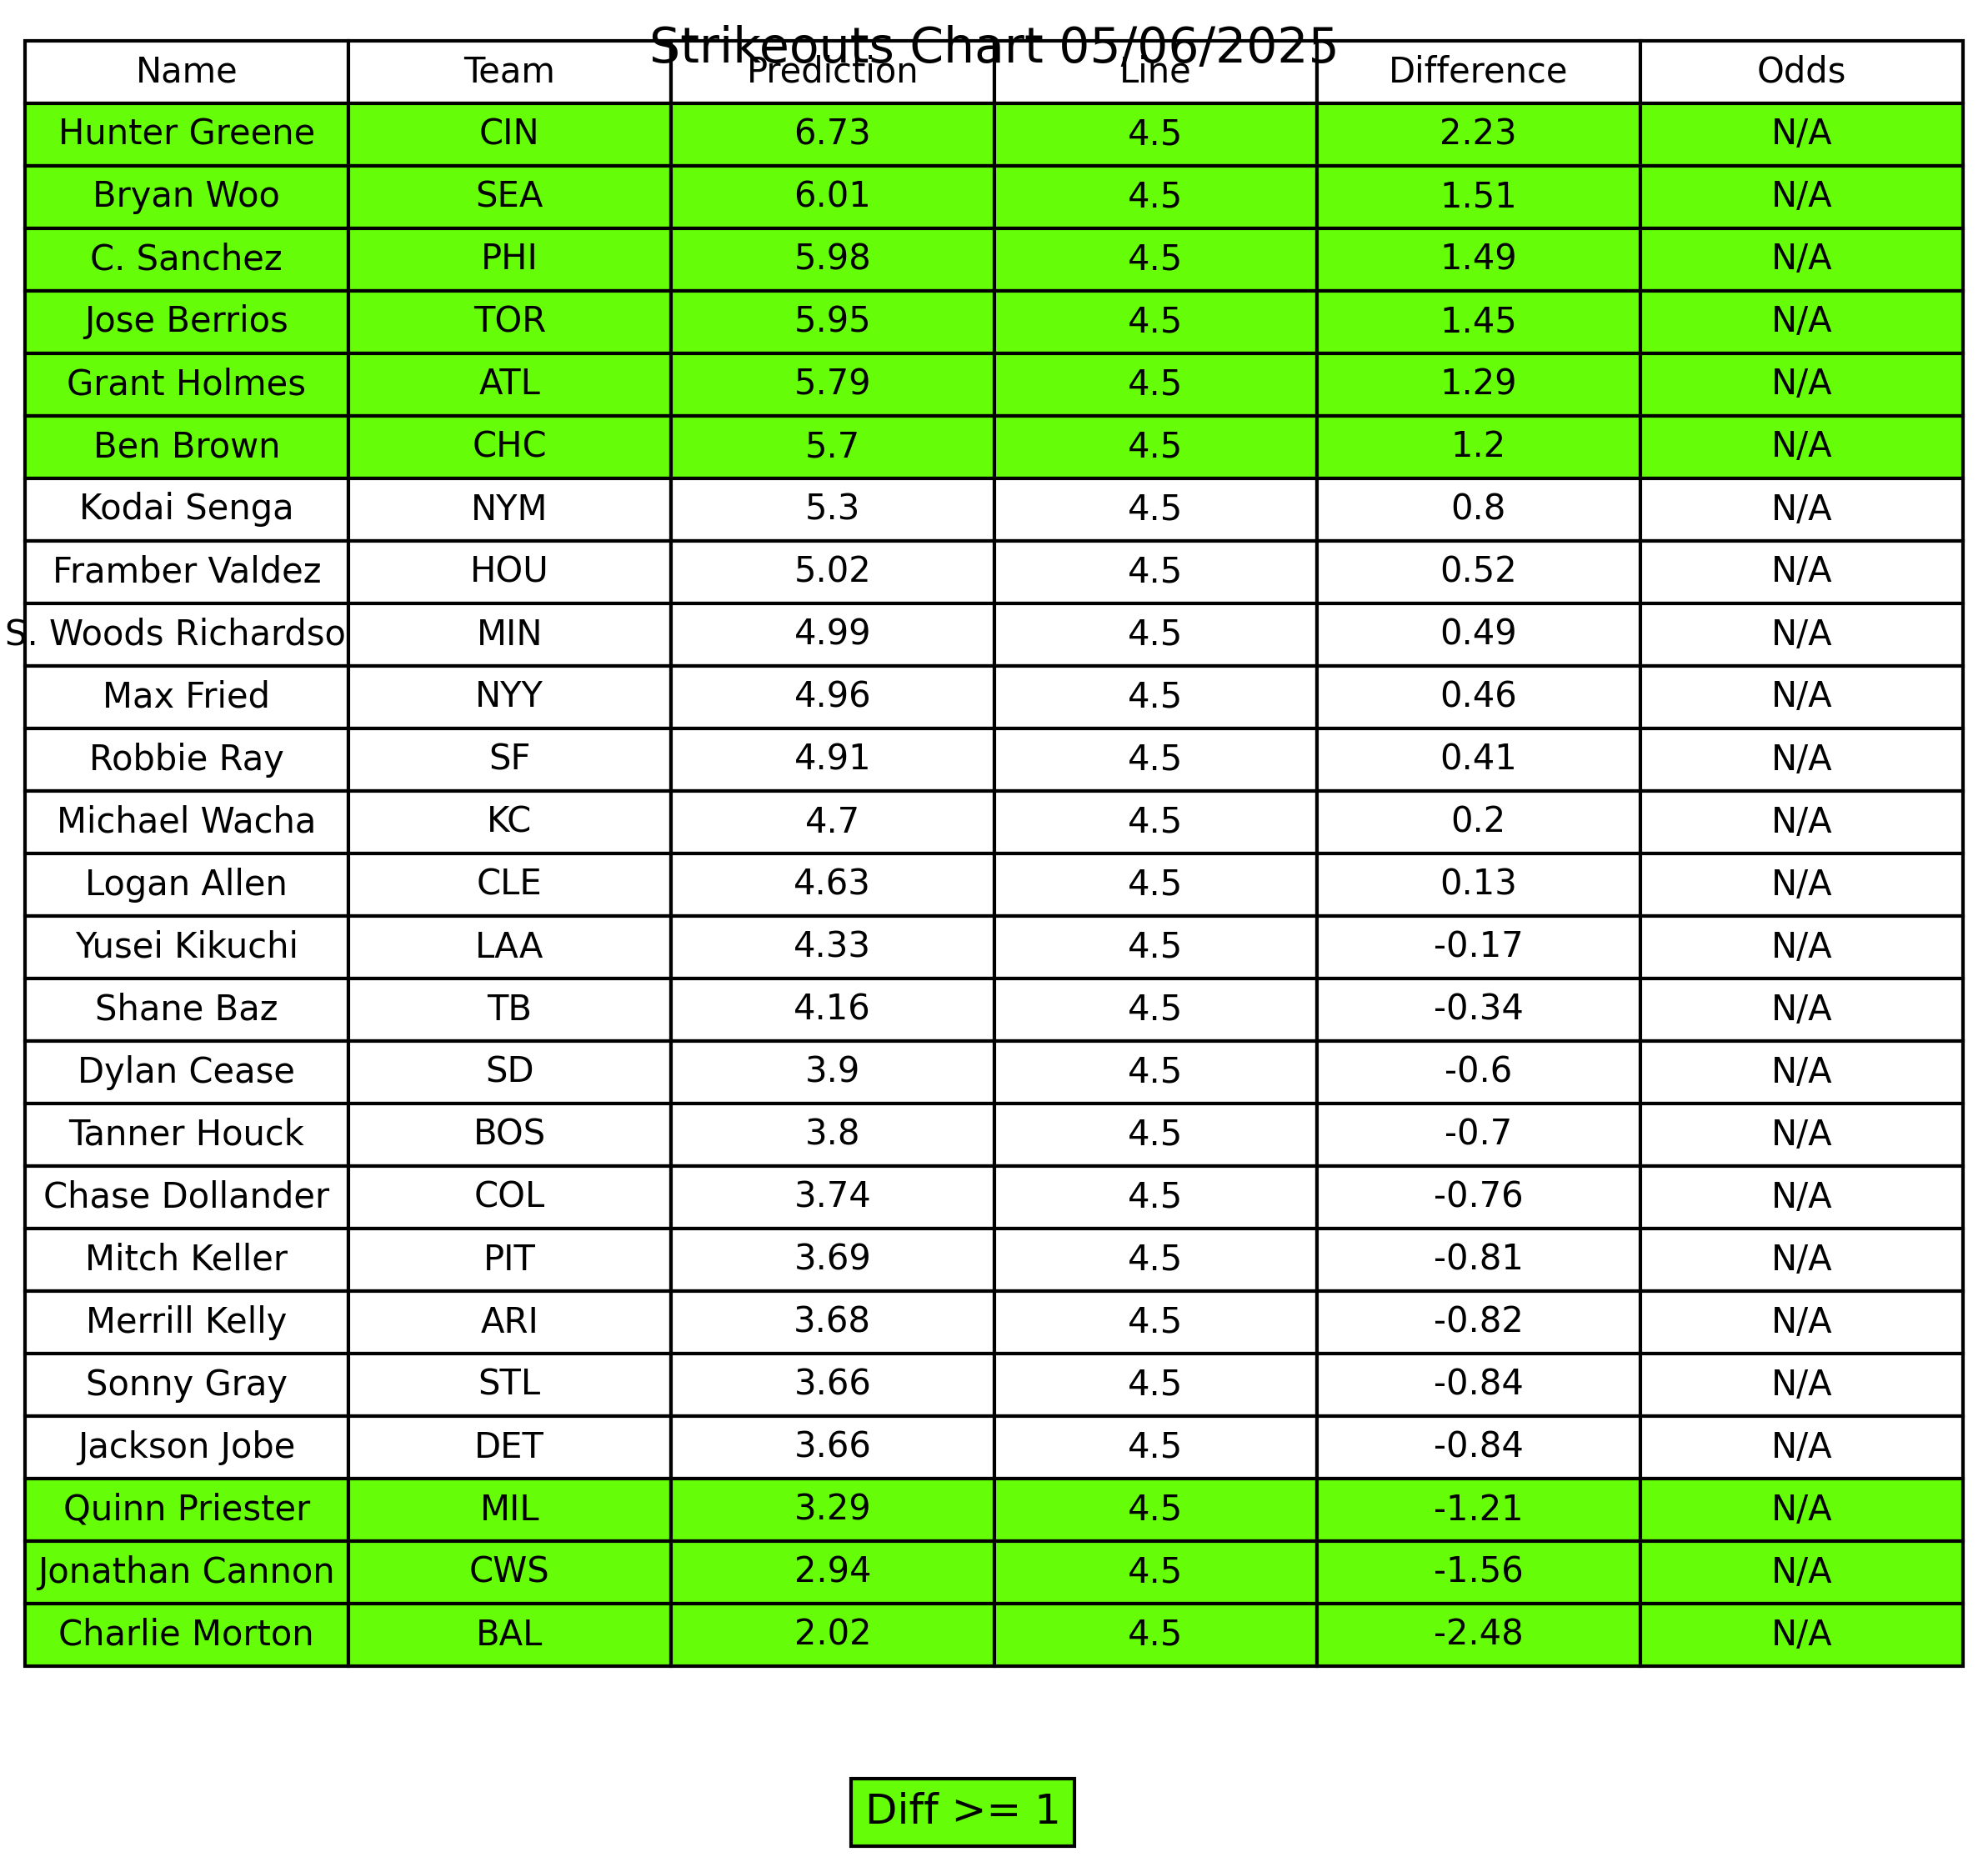 Strikeouts Chart 05/06/2025
Name Team Prediction Line Difference Odds
Hunter Greene CIN 6.73 4.5 2.23 N/A
Bryan Woo SEA 6.01 4.5 1.51 N/A
C. Sanchez PHI 5.98 4.5 1.49 N/A
Jose Berrios TOR 5.95 4.5 1.45 N/A
Grant Holmes ATL 5.79 4.5 1.29 N/A
Ben Brown CHC 5.7 4.5 1.2 N/A
Kodai Senga NYM 5.3 4.5 0.8 N/A
Framber Valdez HOU 5.02 4.5 0.52 N/A
S. Woods Richardso MIN 4.99 4.5 0.49 N/A
Max Fried NYY 4.96 4.5 0.46 N/A
Robbie Ray SF 4.91 4.5 0.41 N/A
Michael Wacha KC 4.7 4.5 0.2 N/A
Logan Allen CLE 4.63 4.5 0.13 N/A
Yusei Kikuchi LAA 4.33 4.5 -0.17 N/A
Shane Baz TB 4.16 4.5 -0.34 N/A
Dylan Cease SD 3.9 4.5 -0.6 N/A
Tanner Houck BOS 3.8 4.5 -0.7 N/A
Chase Dollander COL 3.74 4.5 -0.76 N/A
Mitch Keller PIT 3.69 4.5 -0.81 N/A
Merrill Kelly ARI 3.68 4.5 -0.82 N/A
Sonny Gray STL 3.66 4.5 -0.84 N/A
Jackson Jobe DET 3.66 4.5 -0.84 N/A
Quinn Priester MIL 3.29 4.5 -1.21 N/A
Jonathan Cannon CWS 2.94 4.5 -1.56 N/A
Charlie Morton BAL 2.02 4.5 -2.48 N/A
Diff >= 1